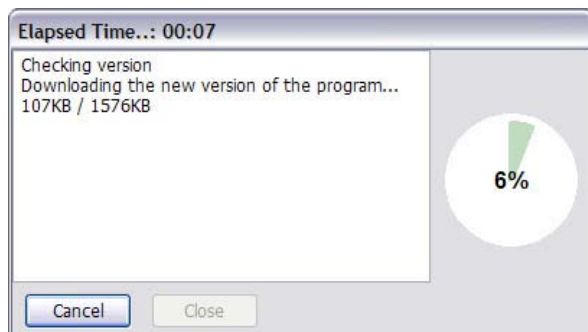 Elapsed Time..: 00:07
Checking version
Downloading the new version of the program...
107KB / 1576KB
6%
Cancel
Close